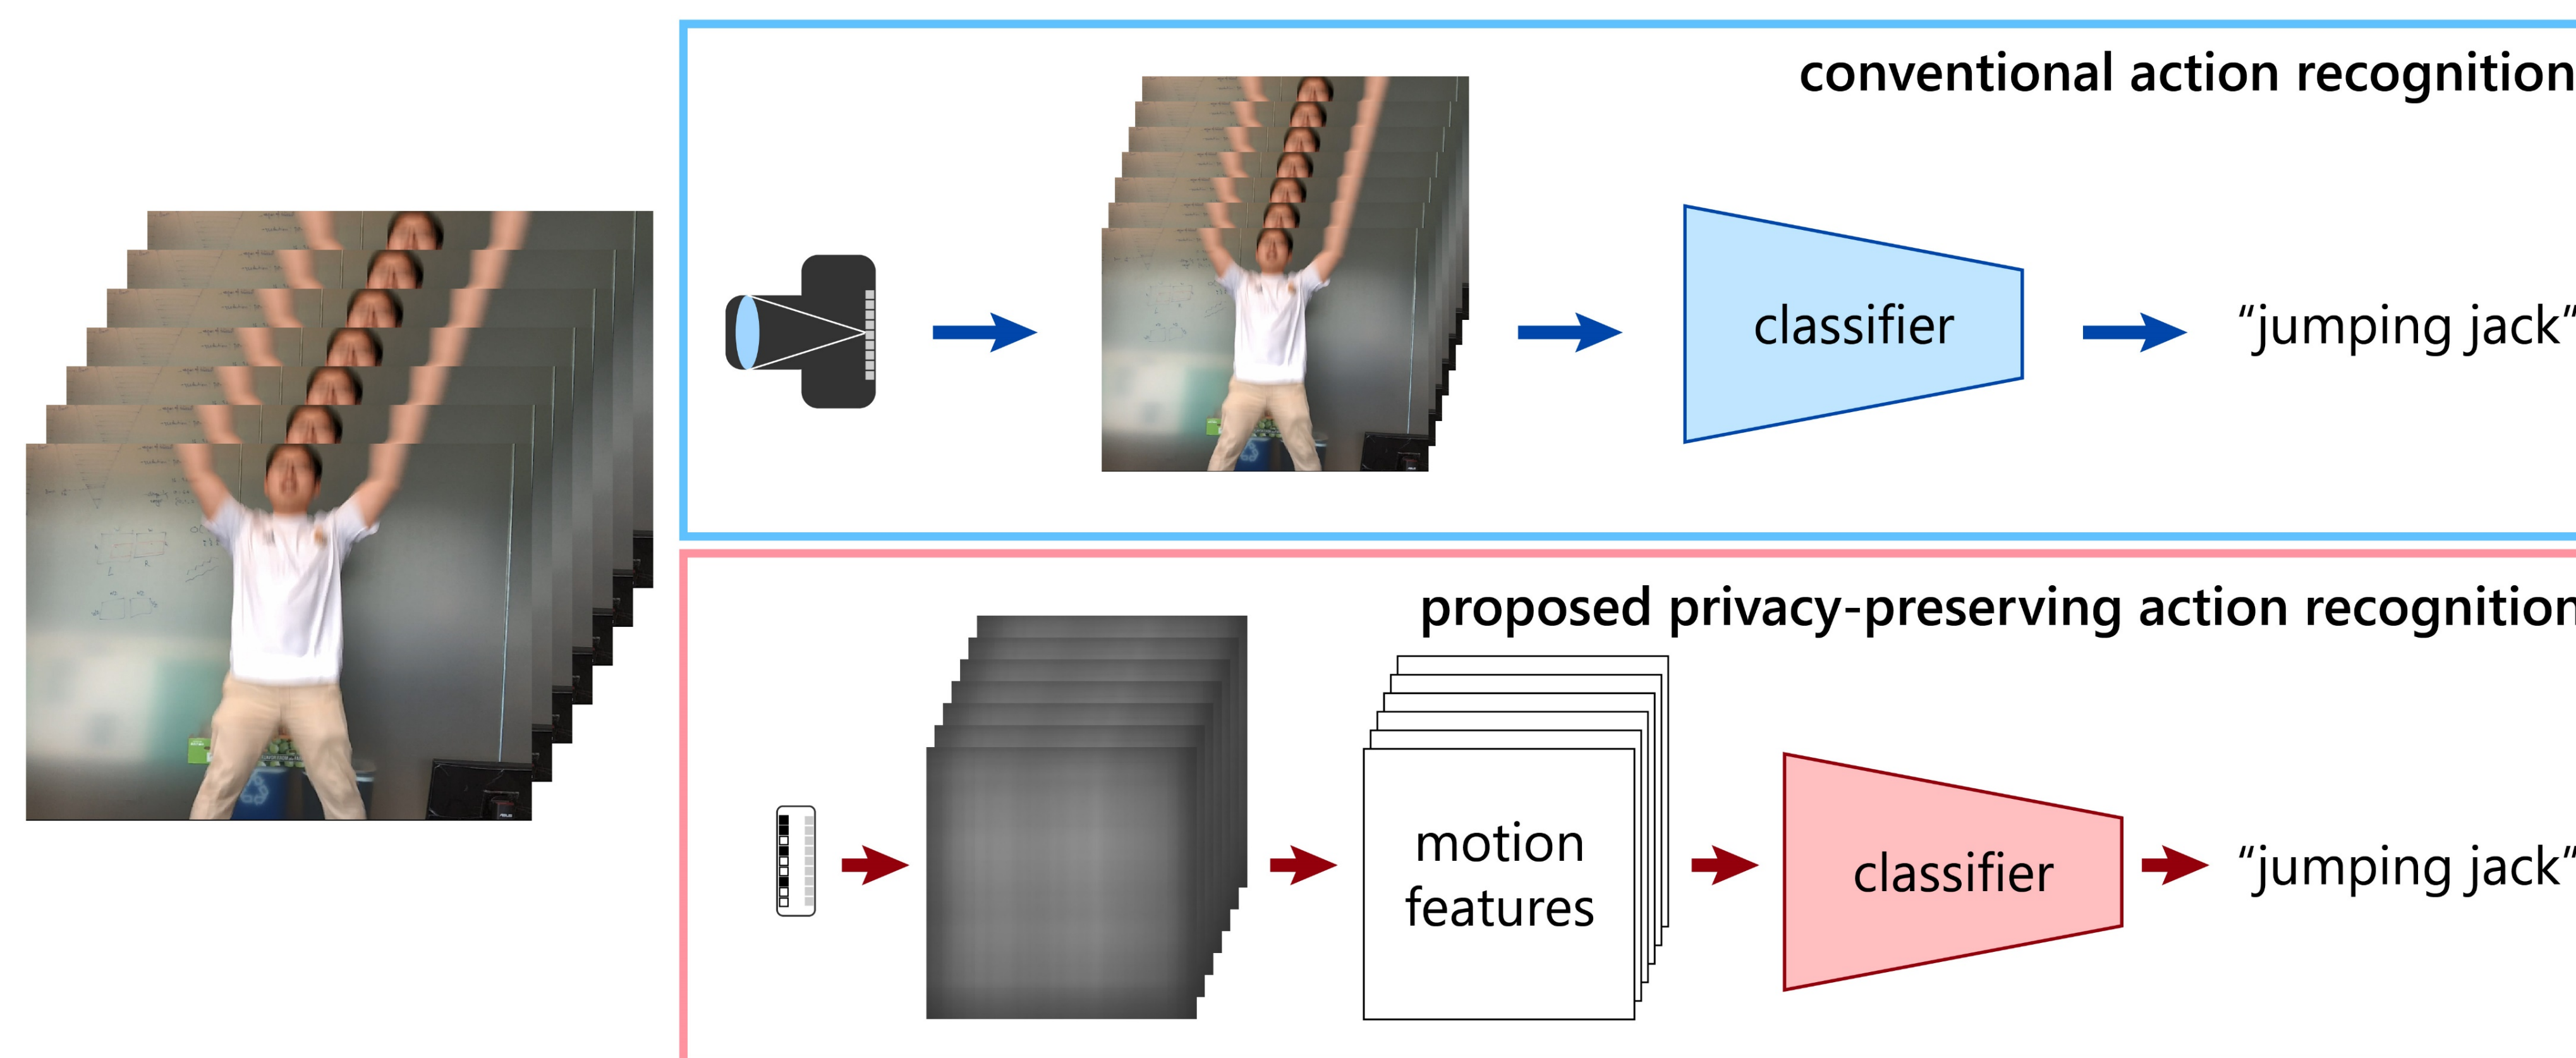 conventional action recognition
classifier
“jumping jack”
proposed privacy-preserving action recognition
motion
features
classifier
“jumping jack”